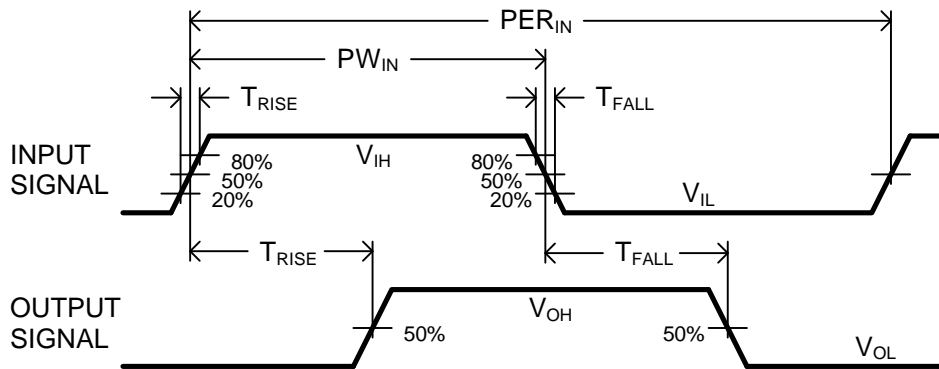 PER_IN
PW_IN
T_RISE T_FALL
INPUT SIGNAL
V_IH
80% 80%
50% 50%
20% 20%
V_IL
T_RISE T_FALL
OUTPUT SIGNAL
V_OH
50% 50%
V_OL